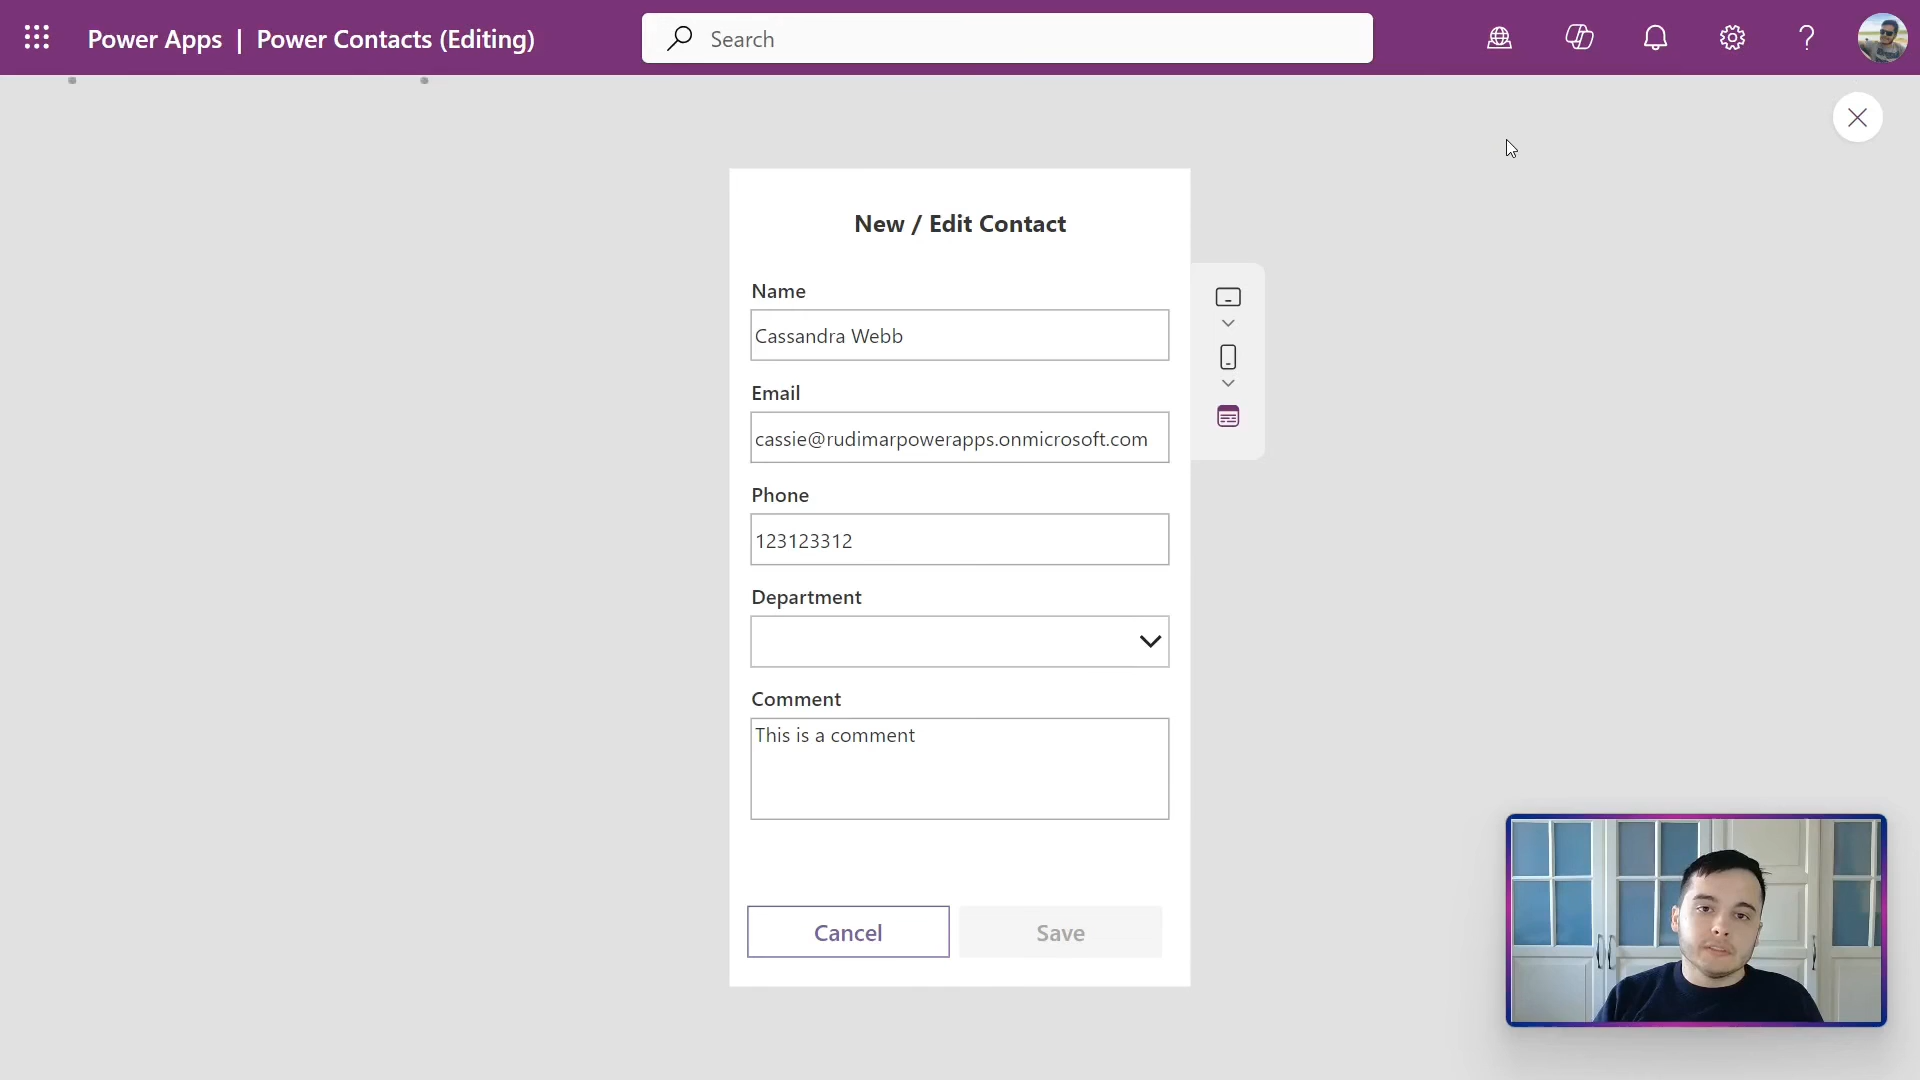 Power Apps | Power Contacts (Editing)
Search
New / Edit Contact
Name
Cassandra Webb
Email
cassie@rudimarpowerapps.onmicrosoft.com
Phone
123123312
Department
Comment
This is a comment
Cancel
Save